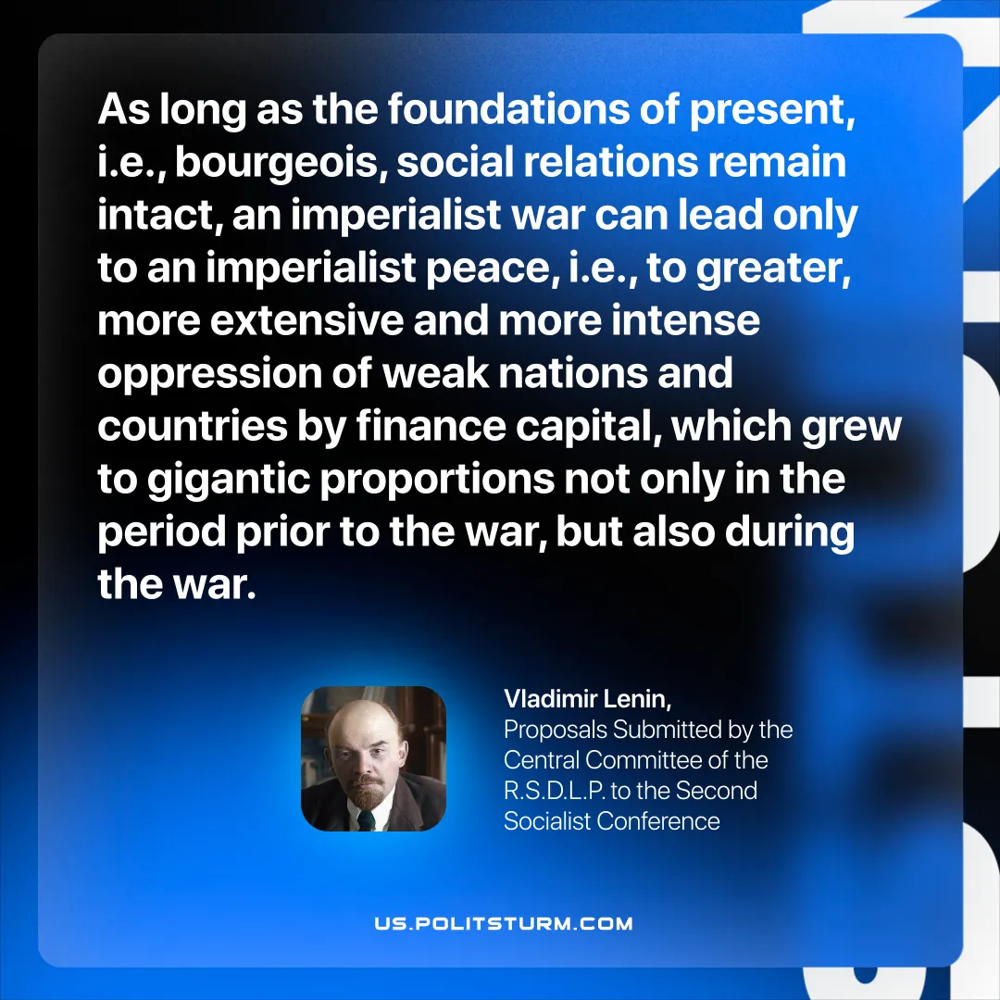 As long as the foundations of present,
i.e., bourgeois, social relations remain
intact, an imperialist war can lead only
to an imperialist peace, i.e., to greater,
more extensive and more intense
oppression of weak nations and
countries by finance capital, which grew
to gigantic proportions not only in the
period prior to the war, but also during
the war.
Vladimir Lenin,
Proposals Submitted by the
Central Committee of the
R.S.D.L.P. to the Second
Socialist Conference
US.POLITSTURM.COM